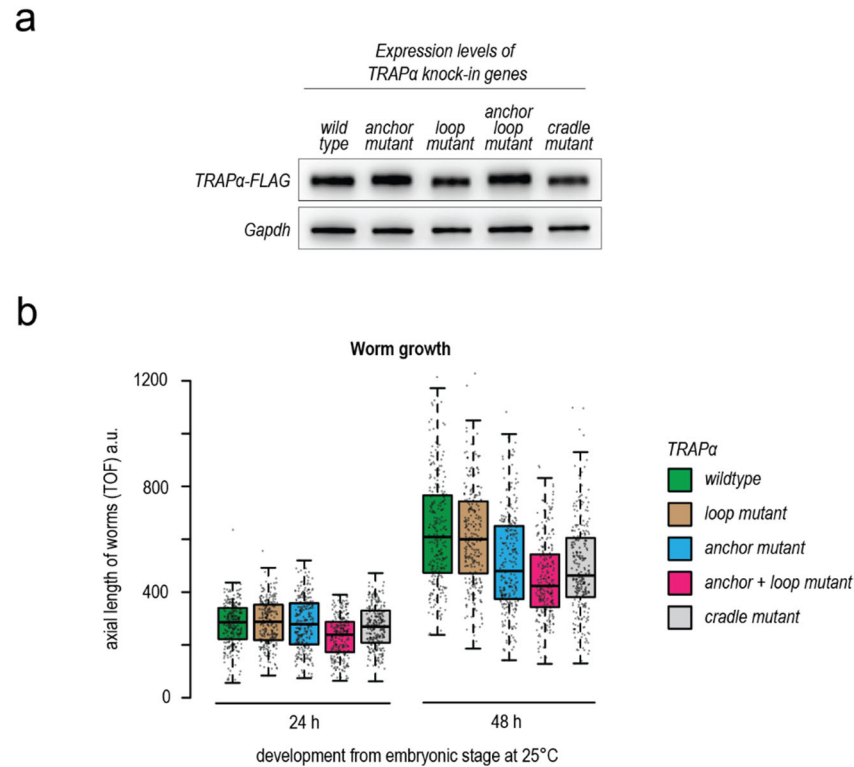 a
Expression levels of
TRAPα knock-in genes
wild
type
anchor
mutant
loop
mutant
anchor
loop
mutant
cradle
mutant
TRAPα-FLAG
Gapdh
b
Worm growth
axial length of worms (TOF) a.u.
1200
800
400
0
24 h
48 h
development from embryonic stage at 25°C
TRAPα
wildtype
loop mutant
anchor mutant
anchor + loop mutant
cradle mutant